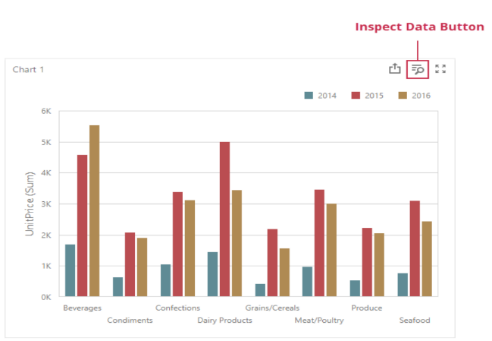 Inspect Data Button
Chart 1
2014 2015 2016
6K
5K
4K
3K
2K
1K
0K
UnitPrice (Sum)
Beverages Confections Grains/Cereals Produce
Condiments Dairy Products Meat/Poultry Seafood